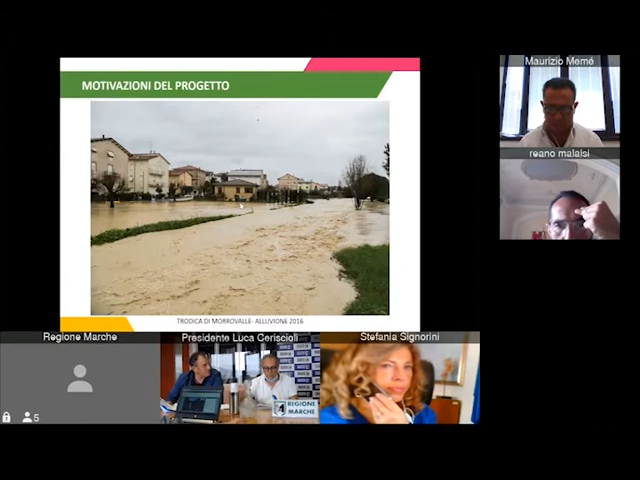 MOTIVAZIONI DEL PROGETTO
TRODICA DI MORROVALLE- ALLUVIONE 2016
Maurizio Memé
reano malaisi
Regione Marche
Presidente Luca Ceriscioli
Stefania Signorini
5
REGIONE
MARCHE